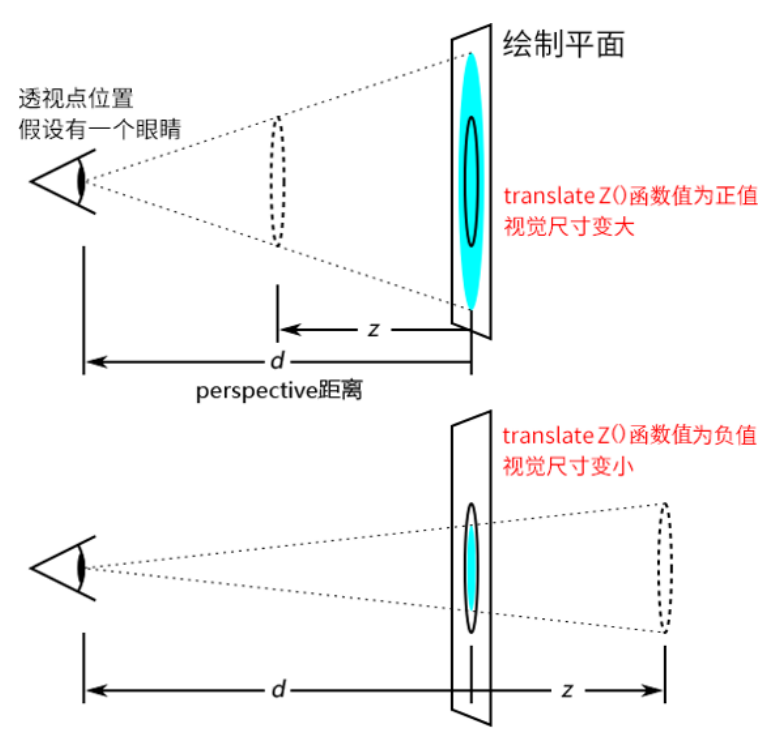 绘制平面
透视点位置
假设有一个眼睛
translateZ()函数值为正值
视觉尺寸变大
z
d
perspective距离
translateZ()函数值为负值
视觉尺寸变小
d
z